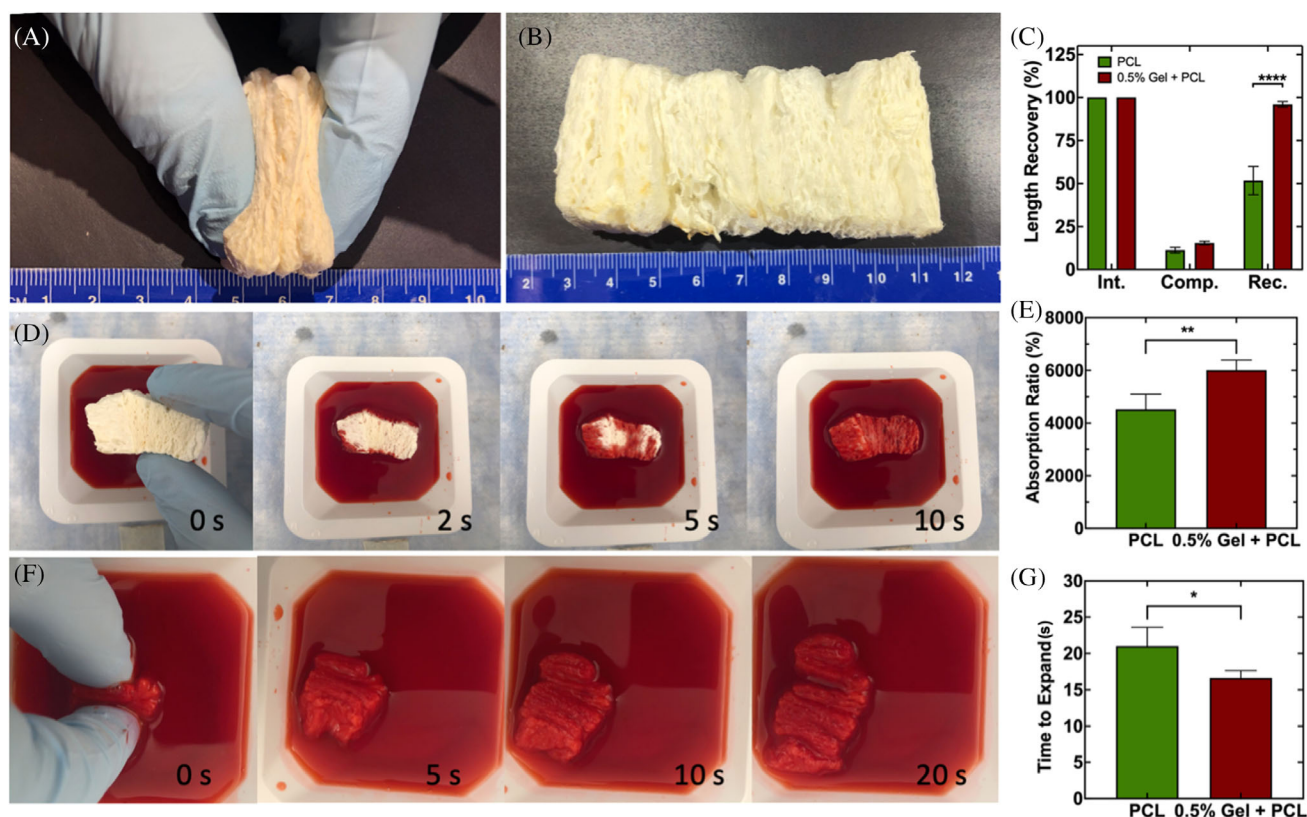 (A)
CM 1 2 3 4 5 6 7 8 9 10
(B)
2 3 4 5 6 7 8 9 10 11 12
(C)
Length Recovery (%)
125
100
75
50
25
0
PCL
0.5% Gel + PCL
****
Int. Comp. Rec.
(D)
0 s 2 s 5 s 10 s
(E)
Absorption Ratio (%)
8000
6000
4000
2000
0
**
PCL 0.5% Gel + PCL
(F)
0 s 5 s 10 s 20 s
(G)
Time to Expand (s)
30
25
20
15
10
5
0
*
PCL 0.5% Gel + PCL